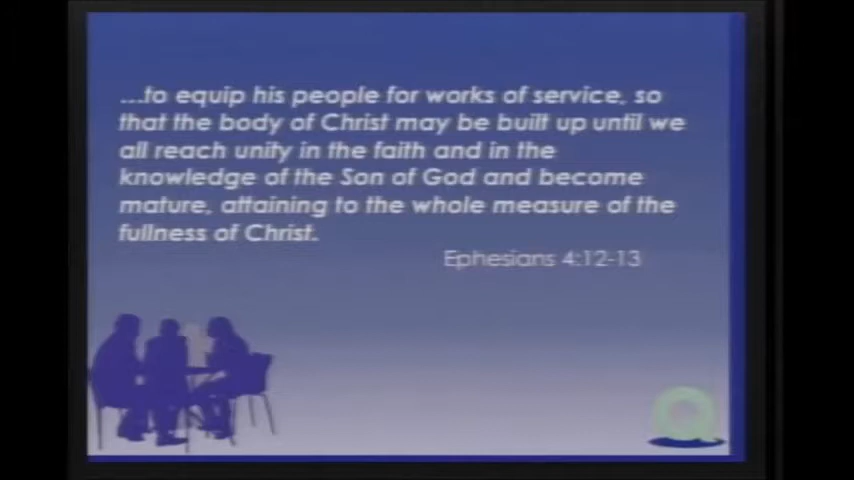 ...to equip his people for works of service, so
that the body of Christ may be built up until we
all reach unity in the faith and in the
knowledge of the Son of God and become
mature, attaining to the whole measure of the
fullness of Christ.
Ephesians 4:12-13
Q